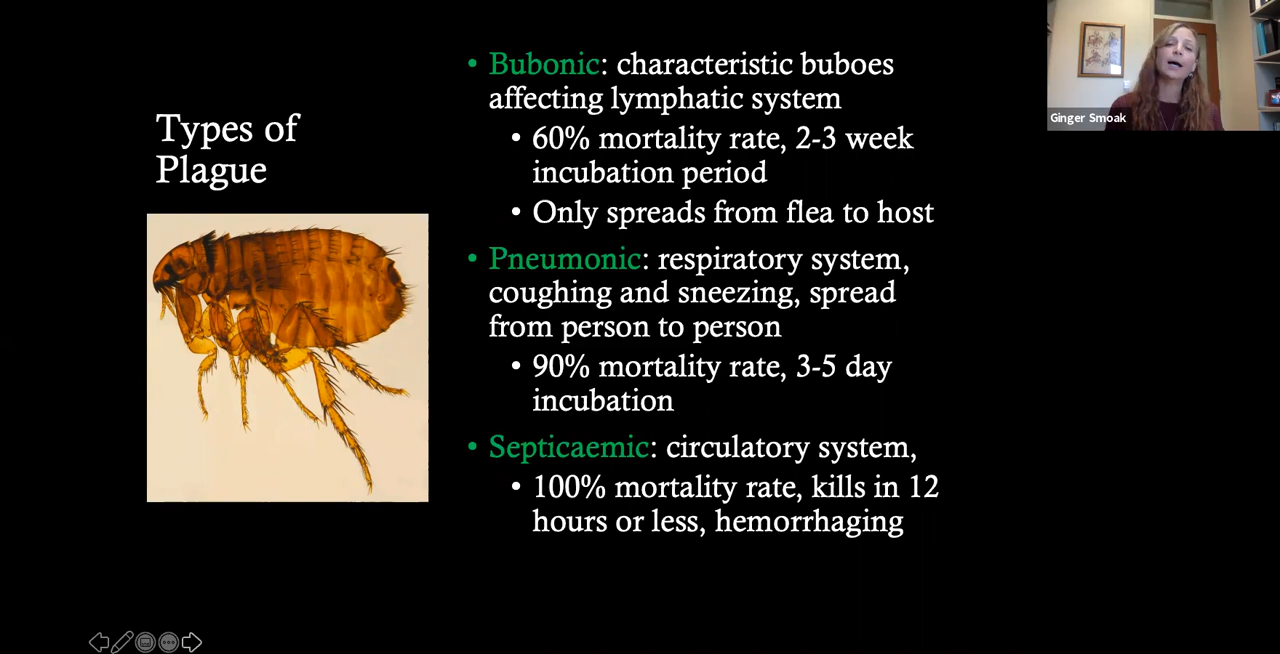 Types of
Plague
• Bubonic: characteristic buboes
affecting lymphatic system
• 60% mortality rate, 2-3 week
incubation period
• Only spreads from flea to host
• Pneumonic: respiratory system,
coughing and sneezing, spread
from person to person
• 90% mortality rate, 3-5 day
incubation
• Septicaemic: circulatory system,
• 100% mortality rate, kills in 12
hours or less, hemorrhaging
Ginger Smoak